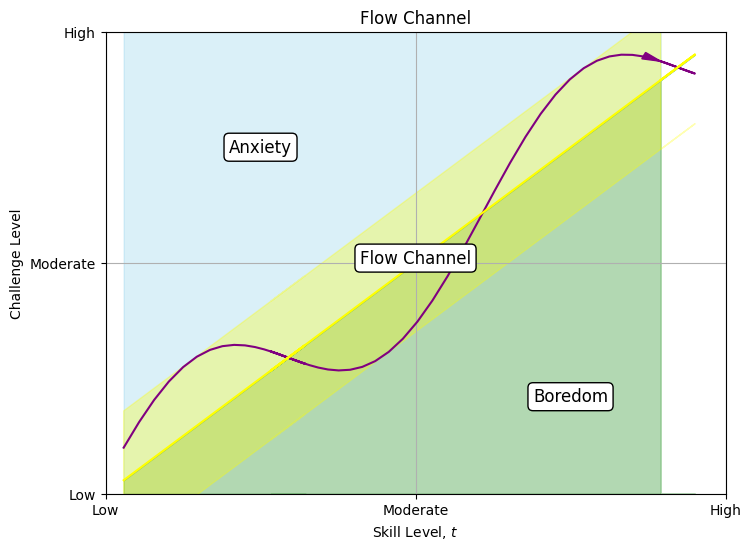 Flow Channel
High
Anxiety
Challenge Level
Flow Channel
Moderate
Boredom
Low
Low
Moderate
High
Skill Level, t